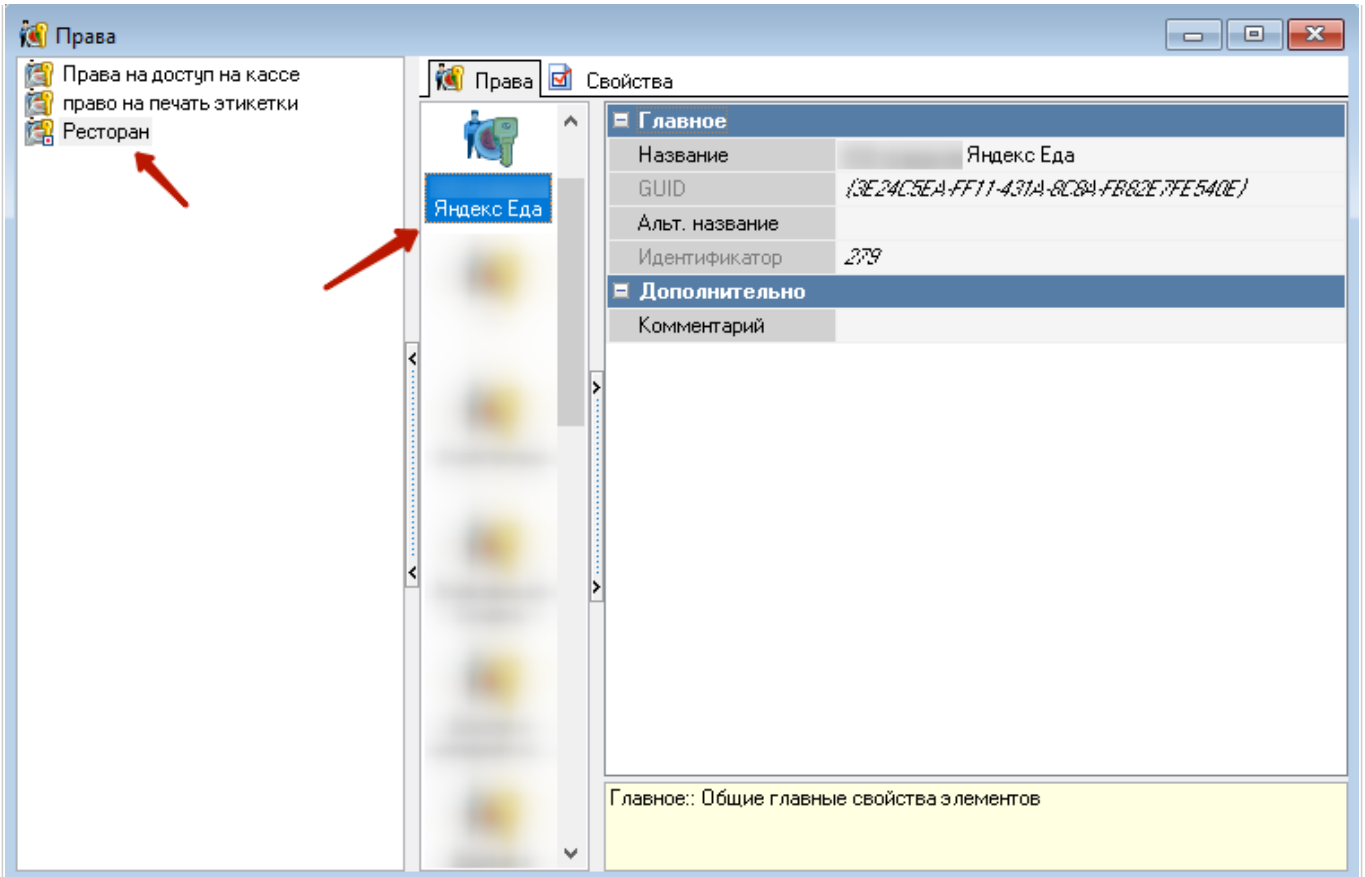 Права
Права на доступ на кассе
право на печать этикетки
Ресторан
Права
Свойства
Яндекс Еда
Главное
Название Яндекс Еда
GUID {3E24C5EA-FF11-431A-8C8A-FB82E7FE540E}
Альт. название
Идентификатор 279
Дополнительно
Комментарий
Главное:: Общие главные свойства элементов